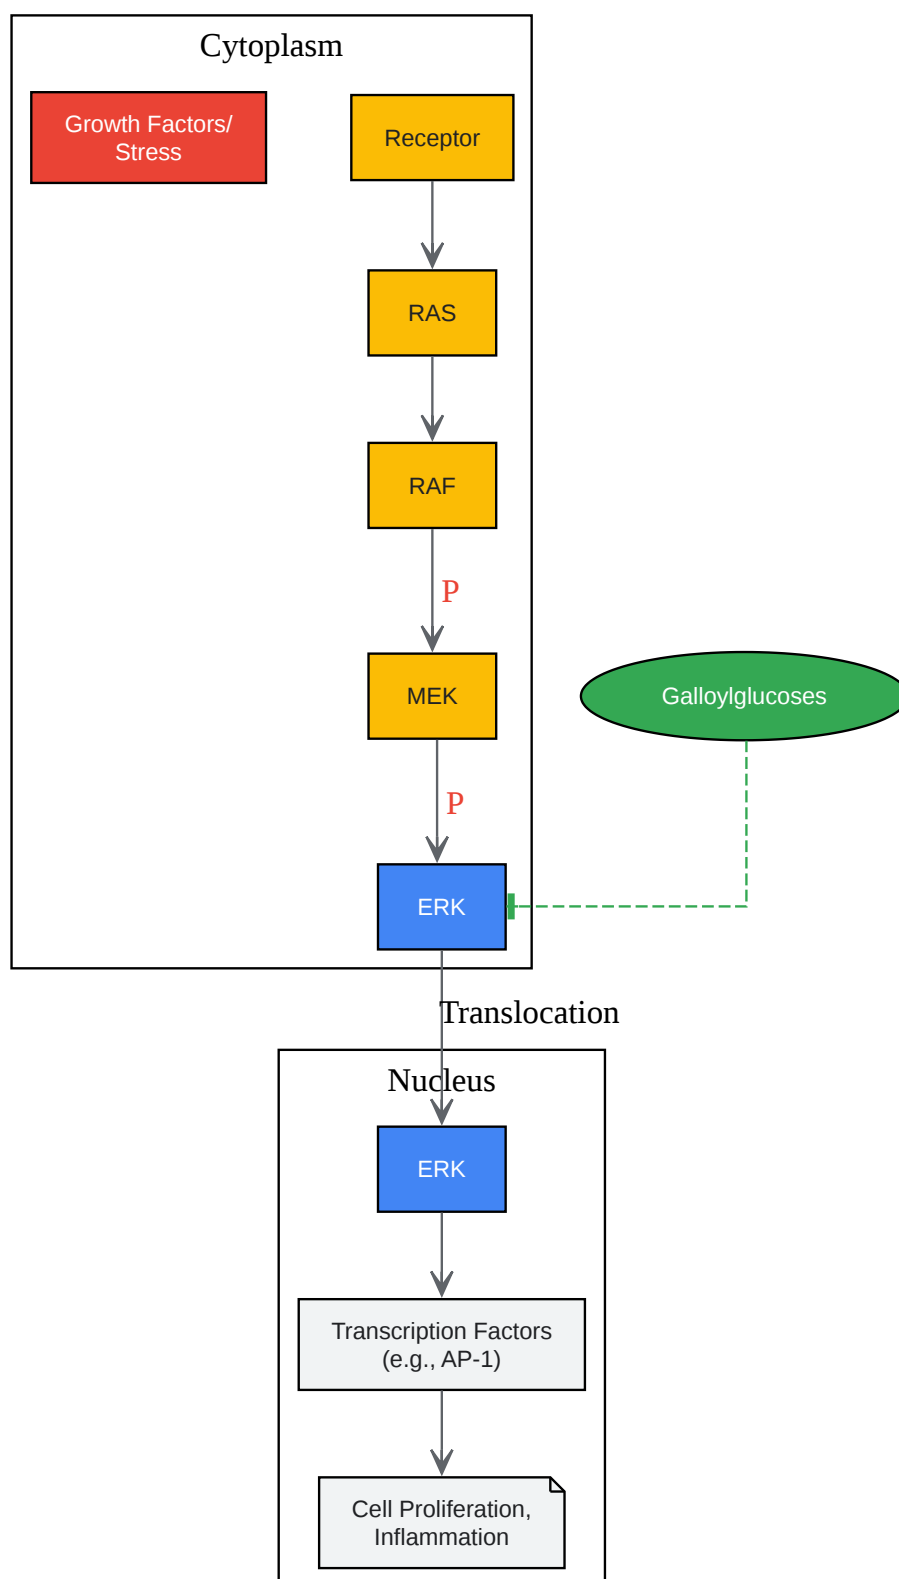 Cytoplasm
Growth Factors/
Stress
Receptor
RAS
RAF
P
MEK
Galloylglucoses
P
ERK
Translocation
Nucleus
ERK
Transcription Factors
(e.g., AP-1)
Cell Proliferation,
Inflammation